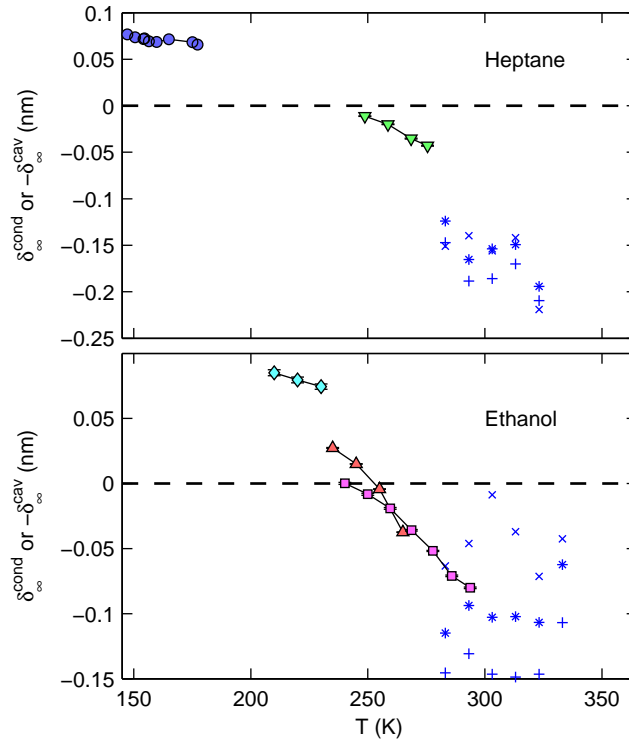 0.1
0.05
0
−0.05
−0.1
−0.15
−0.2
−0.25
δ∞^cond or −δ∞^cav (nm)
Heptane
0.05
0
−0.05
−0.1
−0.15
δ∞^cond or −δ∞^cav (nm)
Ethanol
150 200 250 300 350
T (K)